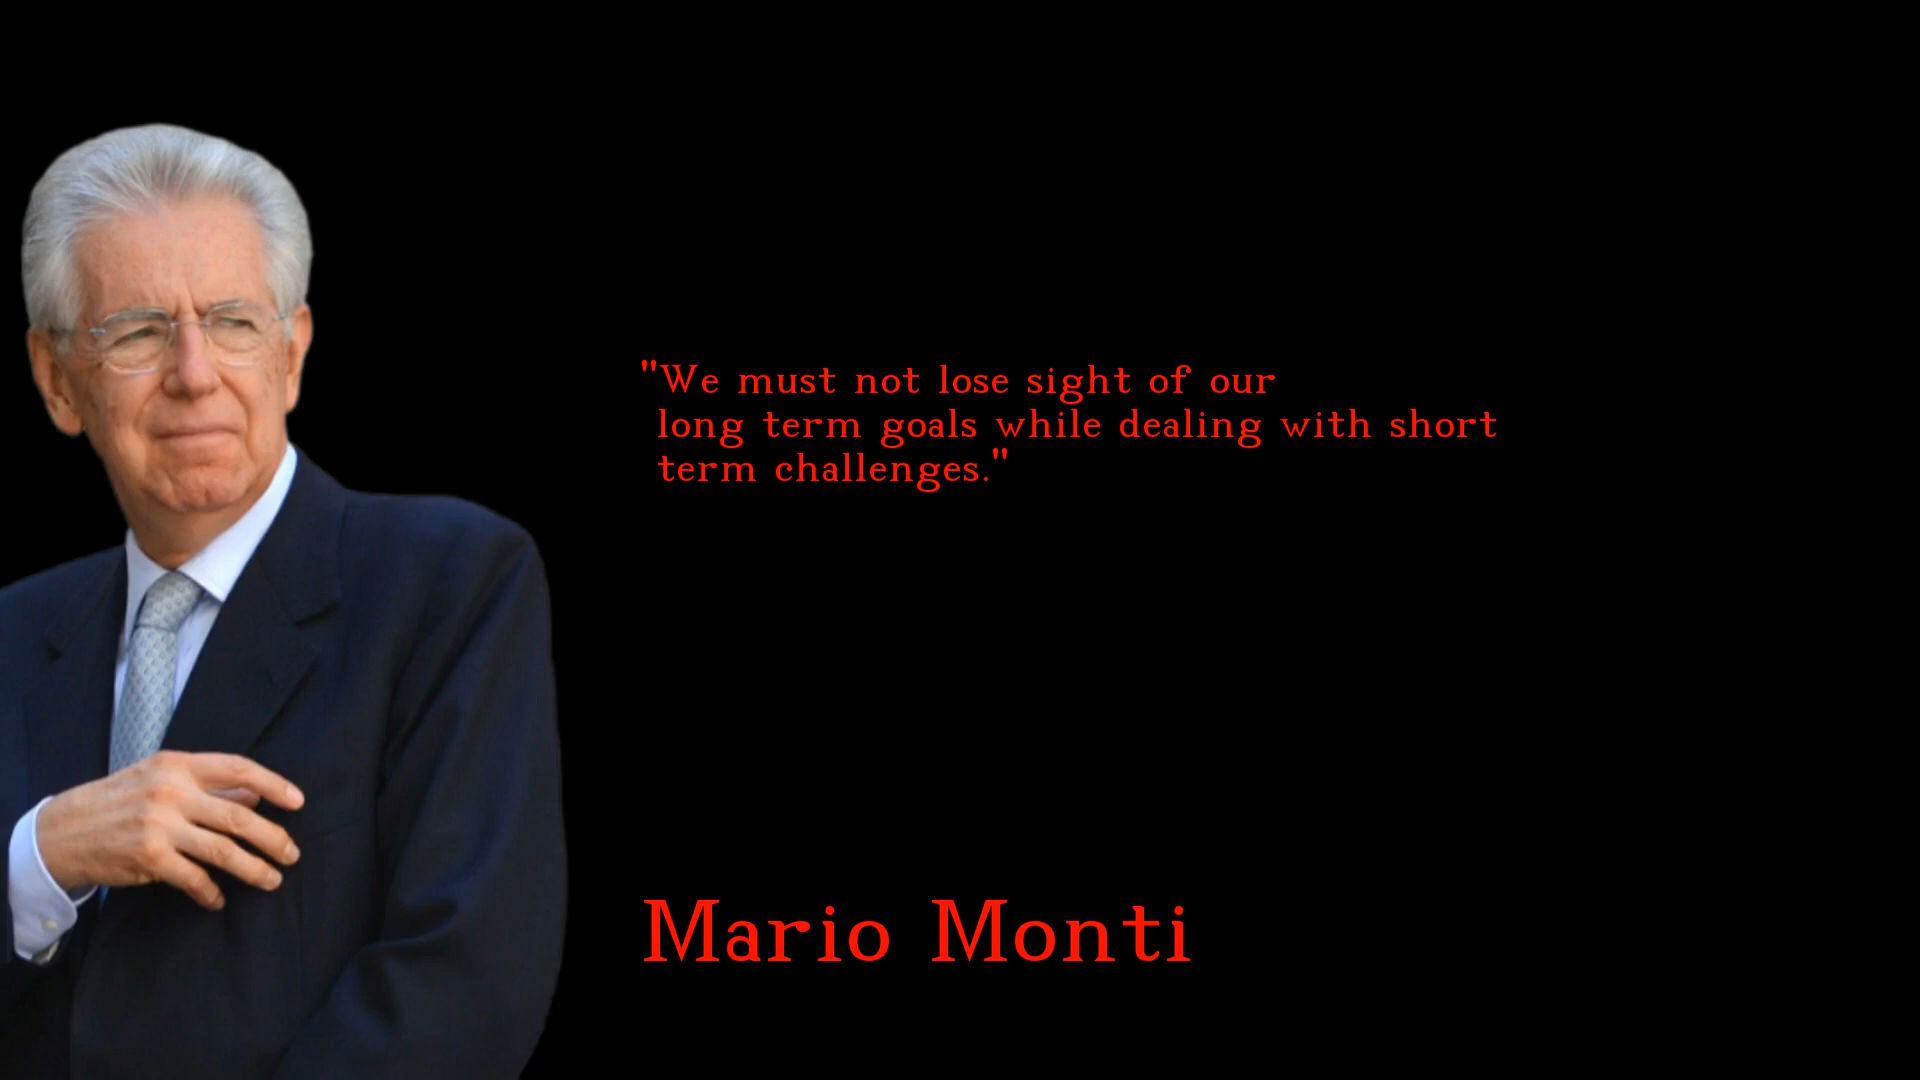 "We must not lose sight of our
long term goals while dealing with short
term challenges."
Mario Monti